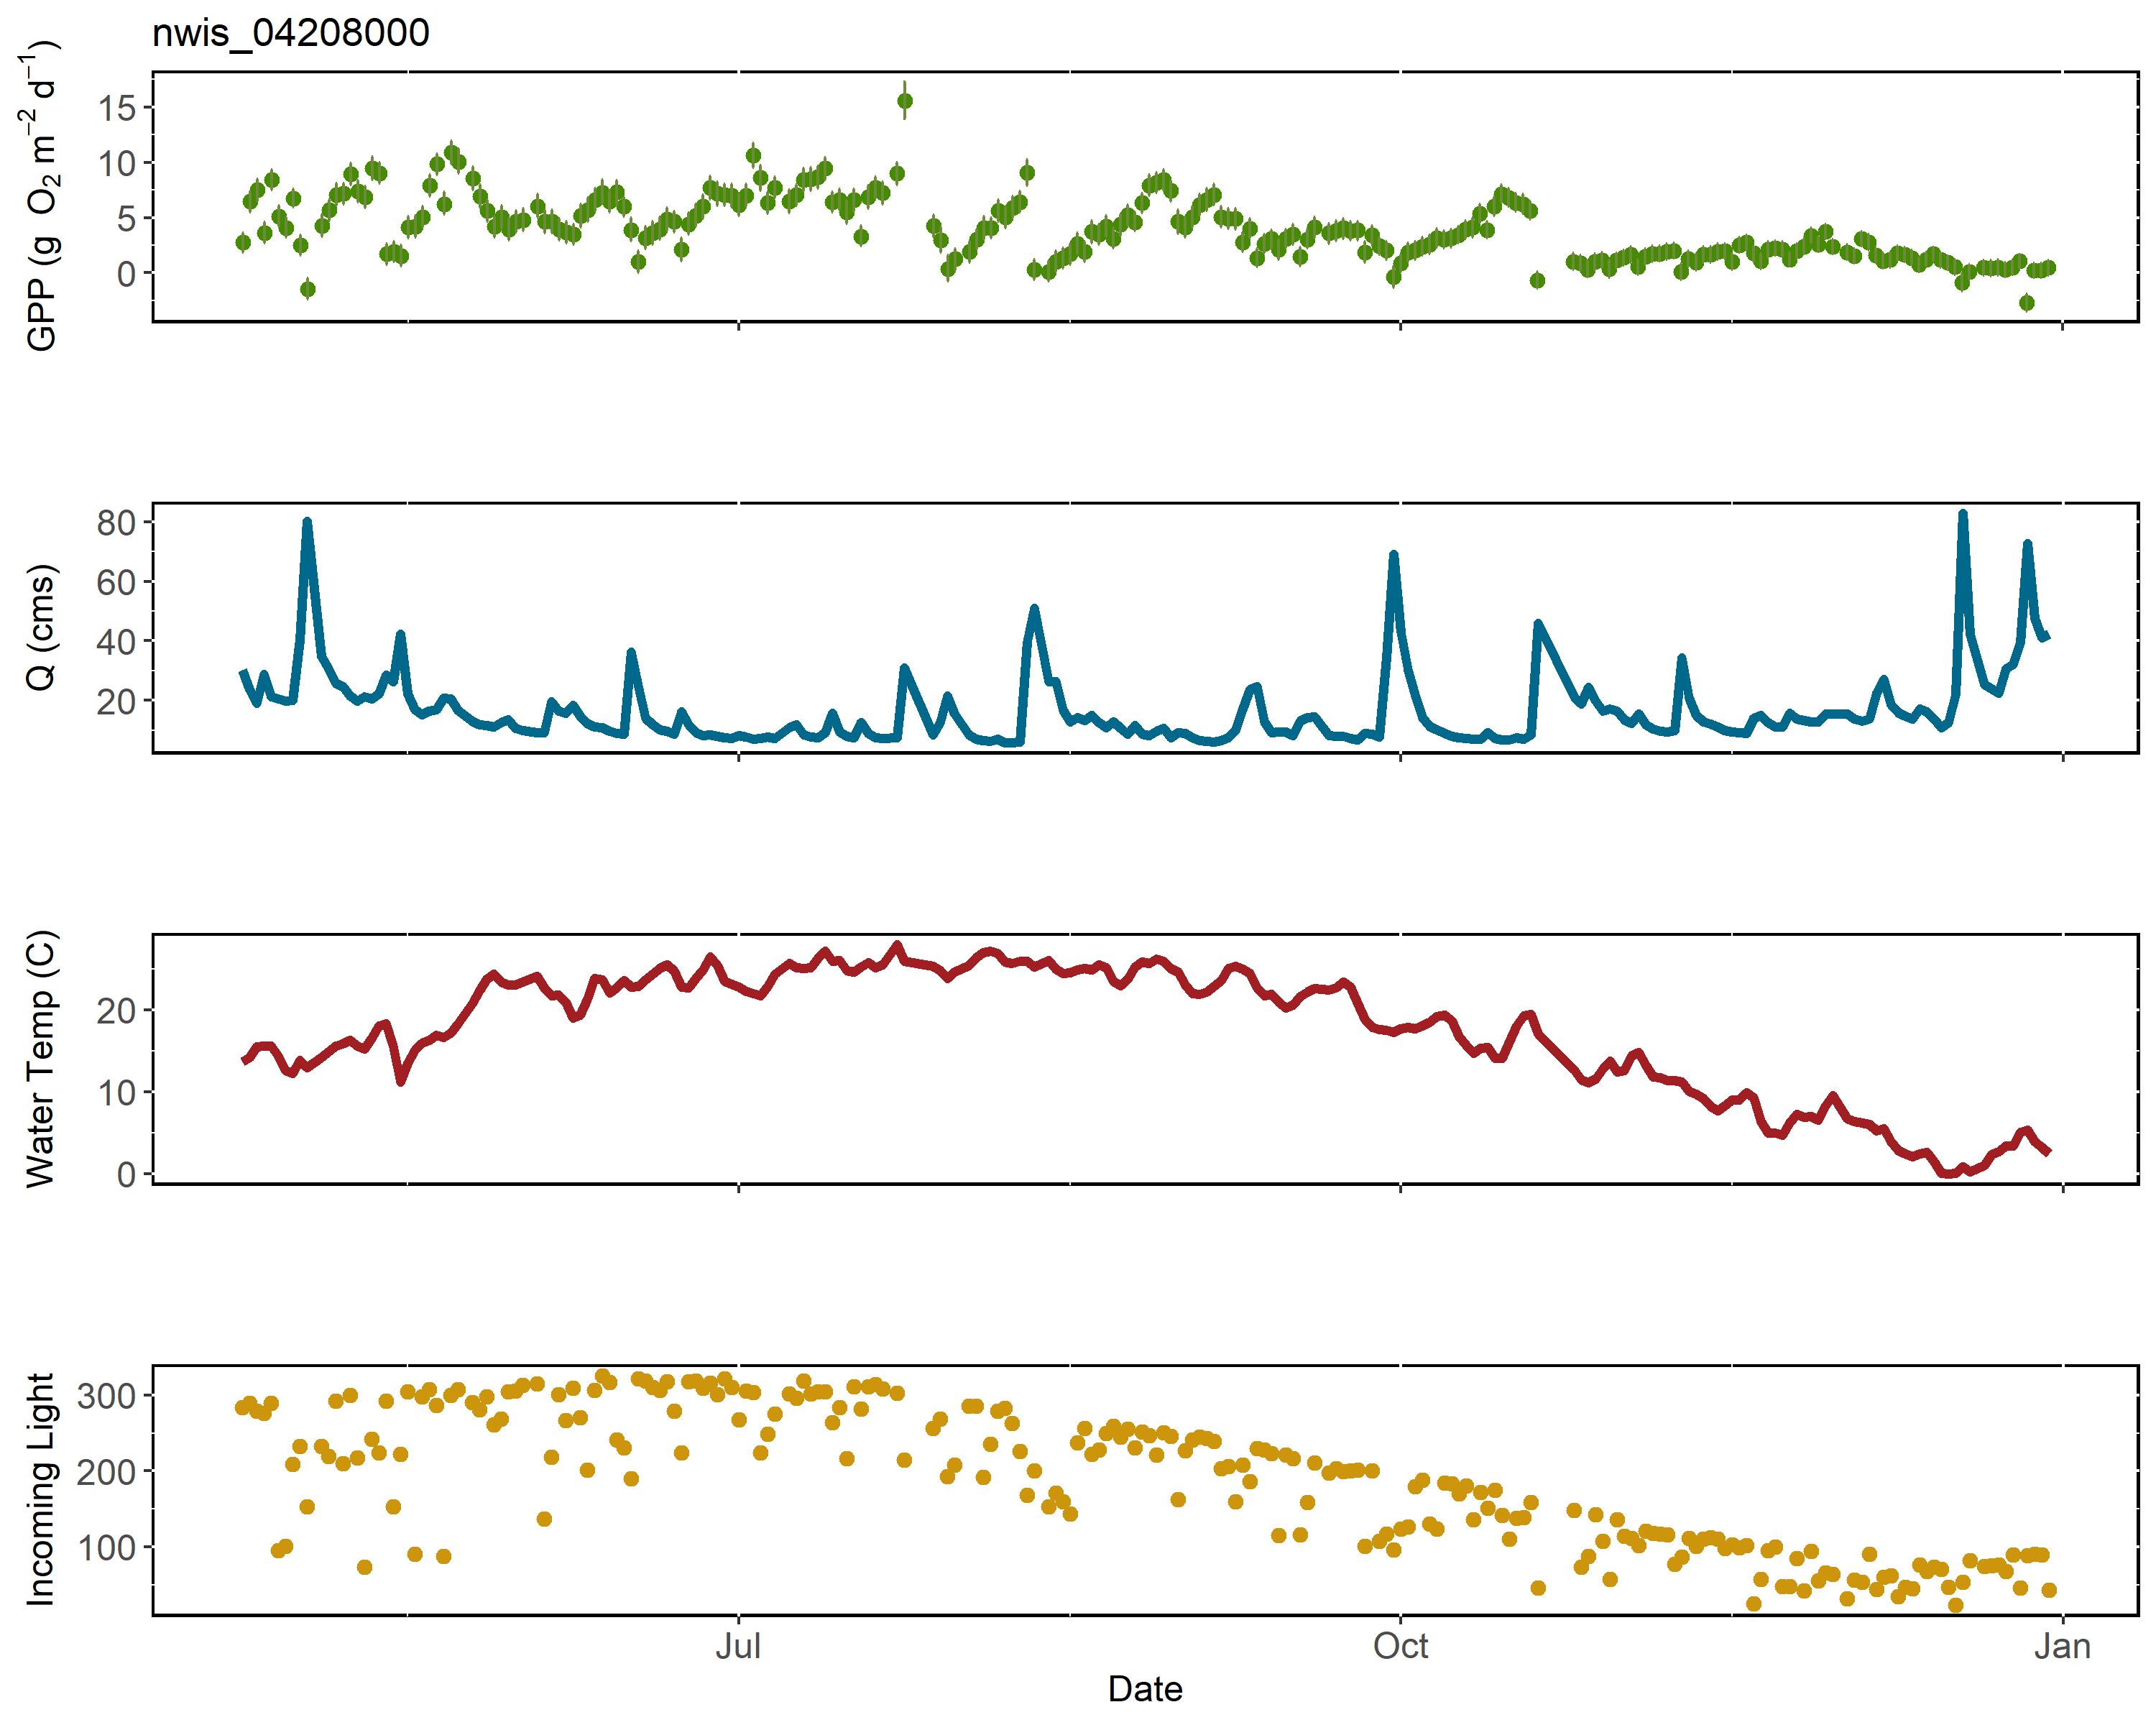 nwis_04208000
GPP (g O₂ m⁻² d⁻¹)
15
10
5
0
Q (cms)
80
60
40
20
Water Temp (C)
20
10
0
Incoming Light
300
200
100
Jul Oct Jan
Date